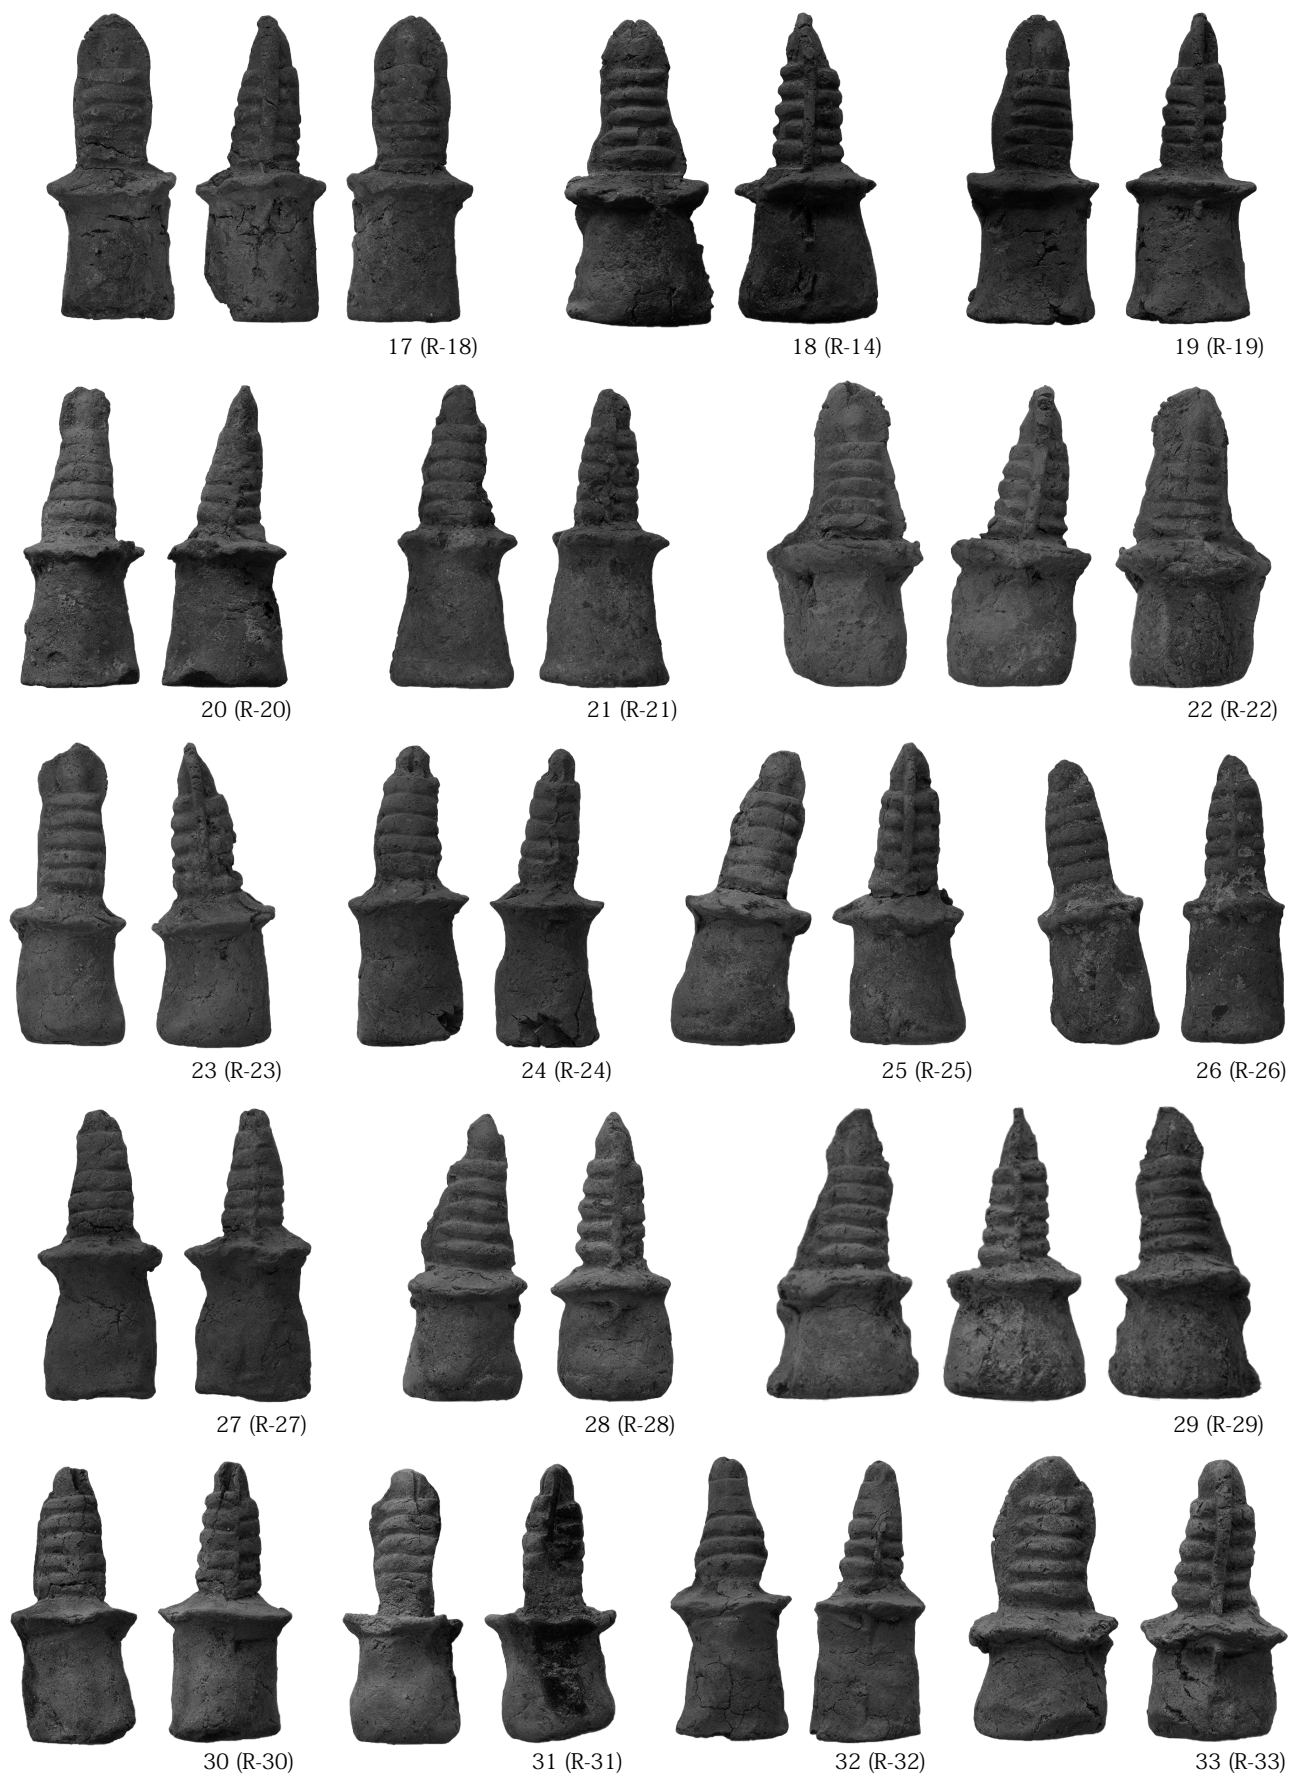 17 (R-18)
18 (R-14)
19 (R-19)
20 (R-20)
21 (R-21)
22 (R-22)
23 (R-23)
24 (R-24)
25 (R-25)
26 (R-26)
27 (R-27)
28 (R-28)
29 (R-29)
30 (R-30)
31 (R-31)
32 (R-32)
33 (R-33)